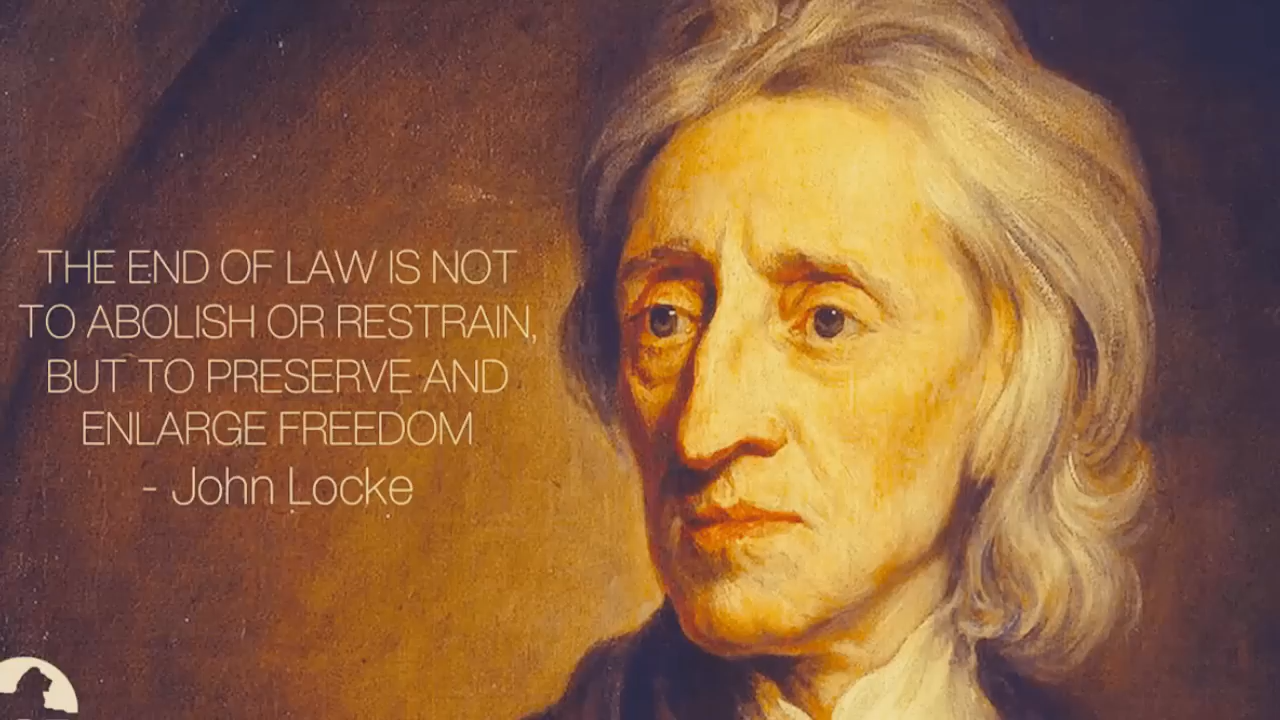 THE END OF LAW IS NOT
TO ABOLISH OR RESTRAIN,
BUT TO PRESERVE AND
ENLARGE FREEDOM
- John Locke